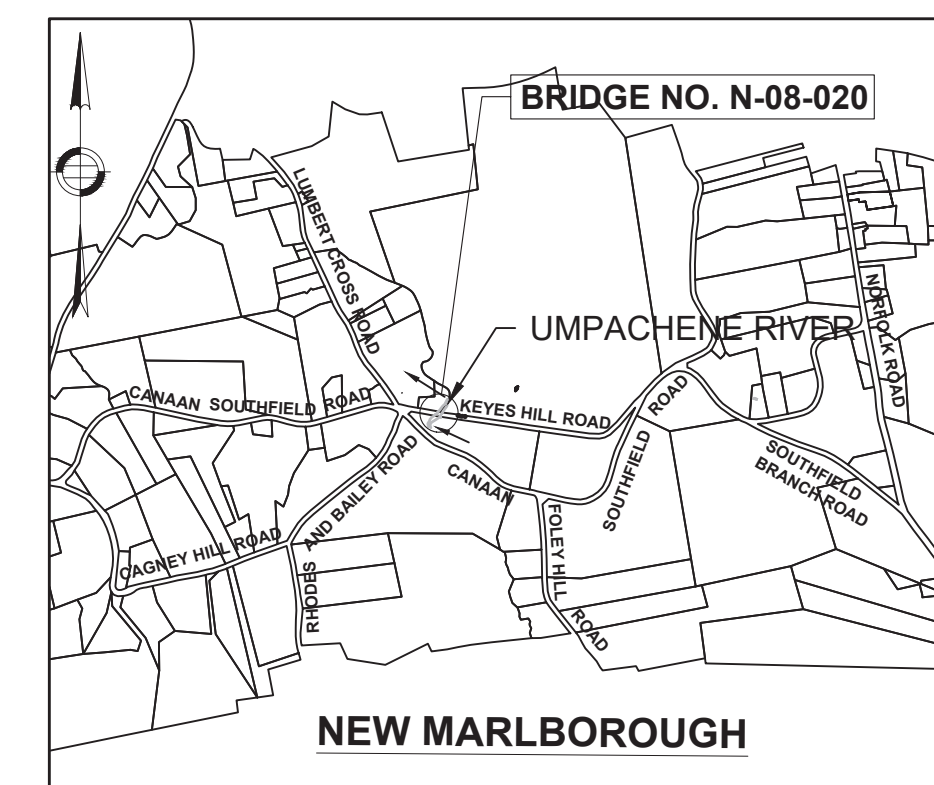 BRIDGE NO. N-08-020
LUMBERT CROSS ROAD
UMPACHENE RIVER
NORFOLK ROAD
CANAAN SOUTHFIELD ROAD
KEYES HILL ROAD
CANAAN
SOUTHFIELD ROAD
SOUTHFIELD
BRANCH ROAD
CAGNEY HILL ROAD
RHODES AND BAILEY ROAD
FOLEY HILL ROAD
NEW MARLBOROUGH